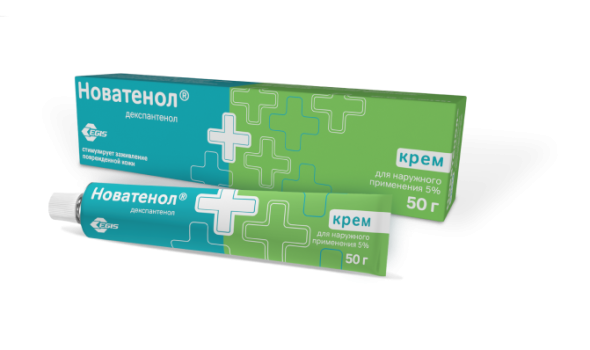 Новатенол®
декспантенол
EGIS
стимулирует заживление
поврежденной кожи
крем
для наружного
применения 5%
50 г
Новатенол®
декспантенол
EGIS
крем
для наружного
применения 5%
50 г